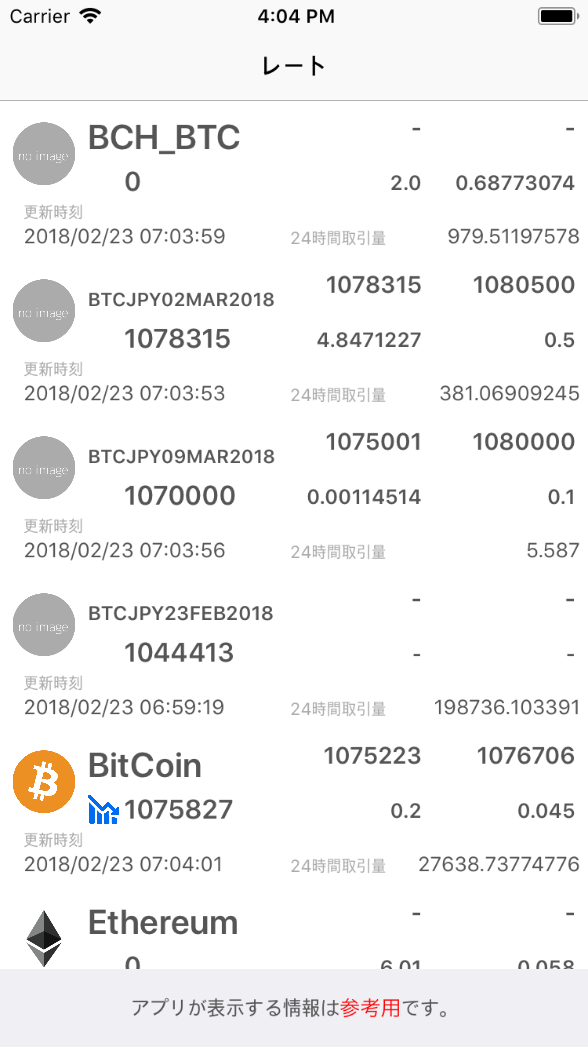 Carrier 4:04 PM
レート
BCH_BTC - -
no image
0 2.0 0.68773074
更新時刻
2018/02/23 07:03:59 24時間取引量 979.51197578
1078315 1080500
BTCJPY02MAR2018
no image
1078315 4.8471227 0.5
更新時刻
2018/02/23 07:03:53 24時間取引量 381.06909245
1075001 1080000
BTCJPY09MAR2018
no image
1070000 0.00114514 0.1
更新時刻
2018/02/23 07:03:56 24時間取引量 5.587
- -
BTCJPY23FEB2018
no image
1044413 - -
更新時刻
2018/02/23 06:59:19 24時間取引量 198736.103391
BitCoin 1075223 1076706
1075827 0.2 0.045
更新時刻
2018/02/23 07:04:01 24時間取引量 27638.73774776
Ethereum - -
0 6.01 0.058
アプリが表示する情報は参考用です。